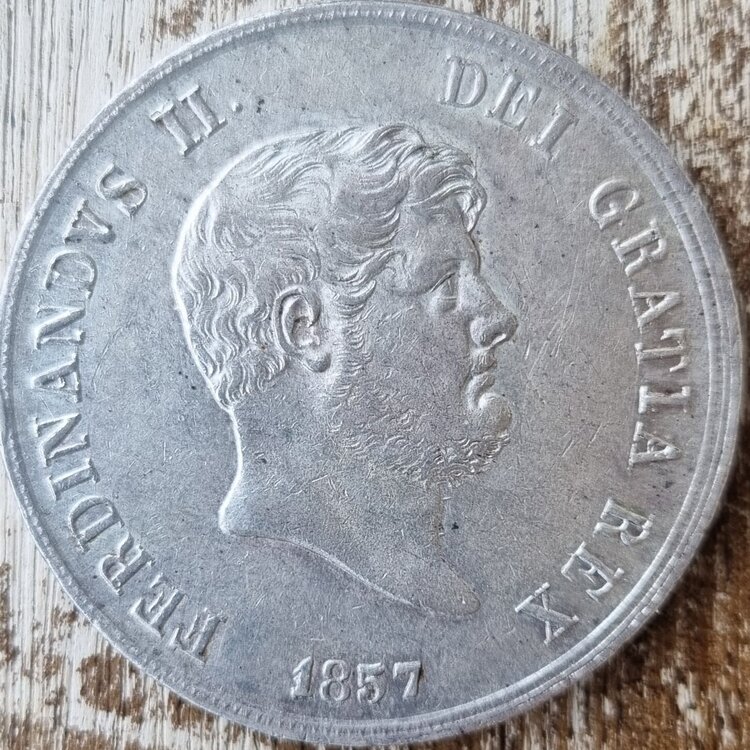 FERDINANDVS II. DEI GRATIA REX
1857